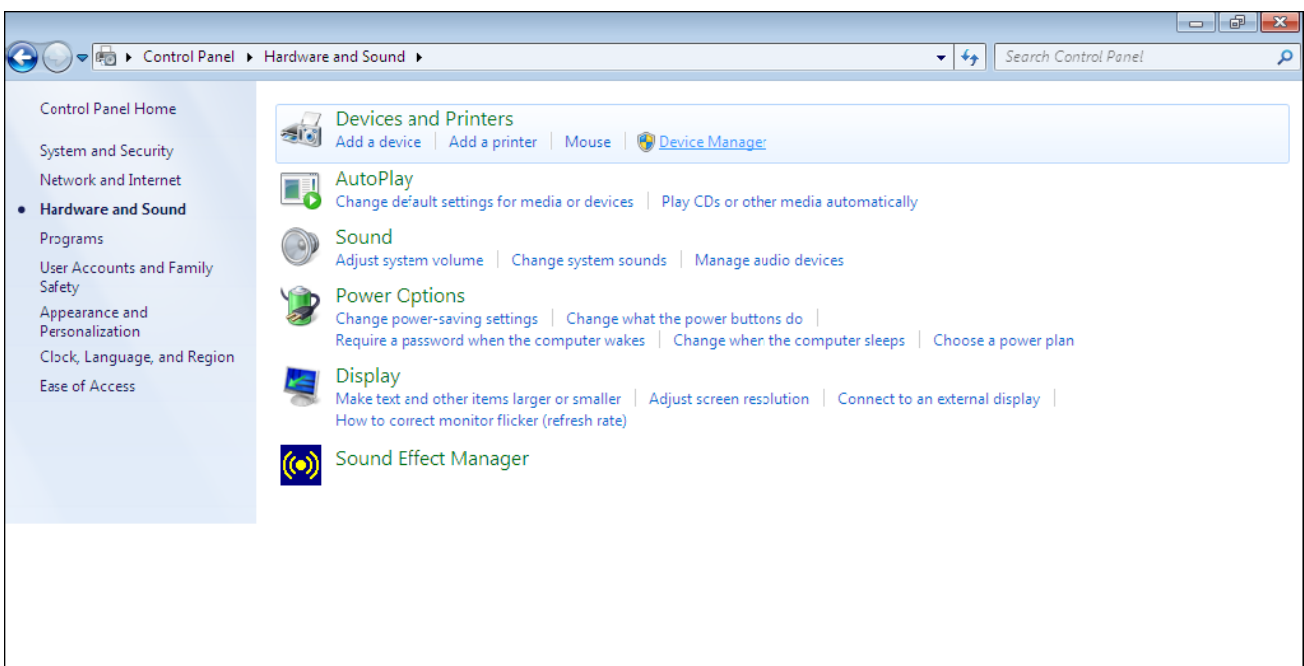 Control Panel Hardware and Sound
Search Control Panel
Control Panel Home
System and Security
Network and Internet
Hardware and Sound
Programs
User Accounts and Family
Safety
Appearance and
Personalization
Clock, Language, and Region
Ease of Access
Devices and Printers
Add a device Add a printer Mouse Device Manager
AutoPlay
Change default settings for media or devices Play CDs or other media automatically
Sound
Adjust system volume Change system sounds Manage audio devices
Power Options
Change power-saving settings Change what the power buttons do
Require a password when the computer wakes Change when the computer sleeps Choose a power plan
Display
Make text and other items larger or smaller Adjust screen resolution Connect to an external display
How to correct monitor flicker (refresh rate)
Sound Effect Manager